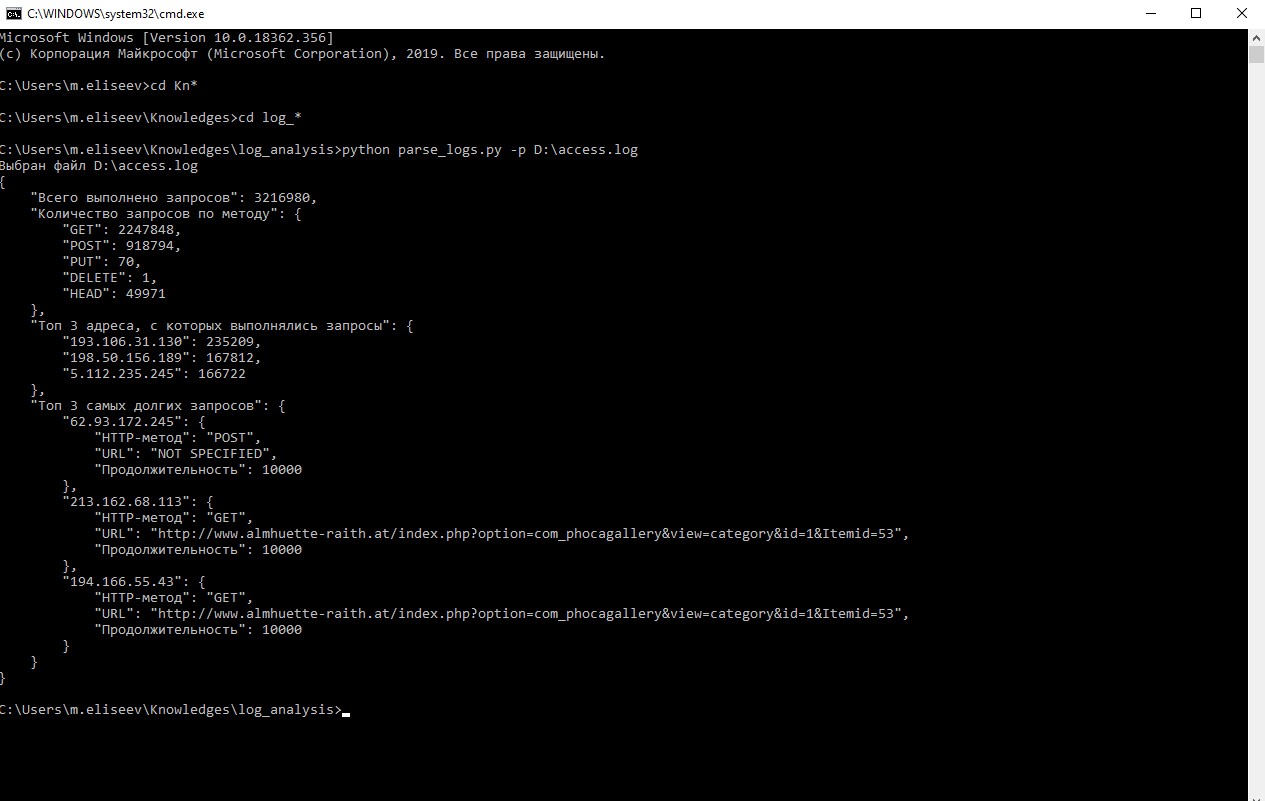 C:\WINDOWS\system32\cmd.exe
Microsoft Windows [Version 10.0.18362.356]
(c) Корпорация Майкрософт (Microsoft Corporation), 2019. Все права защищены.
C:\Users\m.eliseev>cd Kn*
C:\Users\m.eliseev\Knowledges>cd log_*
C:\Users\m.eliseev\Knowledges\log_analysis>python parse_logs.py -p D:\access.log
Выбран файл D:\access.log
{
    "Всего выполнено запросов": 3216980,
    "Количество запросов по методу": {
        "GET": 2247848,
        "POST": 918794,
        "PUT": 70,
        "DELETE": 1,
        "HEAD": 49971
    },
    "Топ 3 адреса, с которых выполнялись запросы": {
        "193.106.31.130": 235209,
        "198.50.156.189": 167812,
        "5.112.235.245": 166722
    },
    "Топ 3 самых долгих запросов": {
        "62.93.172.245": {
            "HTTP-метод": "POST",
            "URL": "NOT SPECIFIED",
            "Продолжительность": 10000
        },
        "213.162.68.113": {
            "HTTP-метод": "GET",
            "URL": "http://www.almhuette-raith.at/index.php?option=com_phocagallery&view=category&id=1&Itemid=53",
            "Продолжительность": 10000
        },
        "194.166.55.43": {
            "HTTP-метод": "GET",
            "URL": "http://www.almhuette-raith.at/index.php?option=com_phocagallery&view=category&id=1&Itemid=53",
            "Продолжительность": 10000
        }
    }
}
C:\Users\m.eliseev\Knowledges\log_analysis>